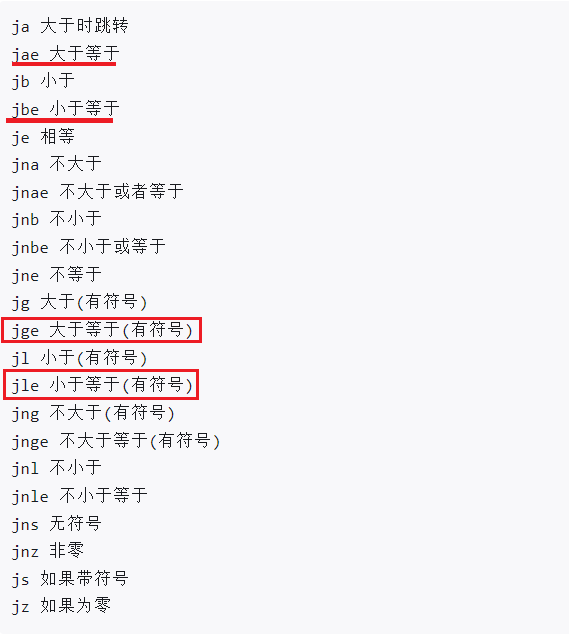 ja 大于时跳转
jae 大于等于
jb 小于
jbe 小于等于
je 相等
jna 不大于
jnae 不大于或者等于
jnb 不小于
jnbe 不小于或等于
jne 不等于
jg 大于(有符号)
jge 大于等于(有符号)
jl 小于(有符号)
jle 小于等于(有符号)
jng 不大于(有符号)
jnge 不大于等于(有符号)
jnl 不小于
jnle 不小于等于
jns 无符号
jnz 非零
js 如果带符号
jz 如果为零